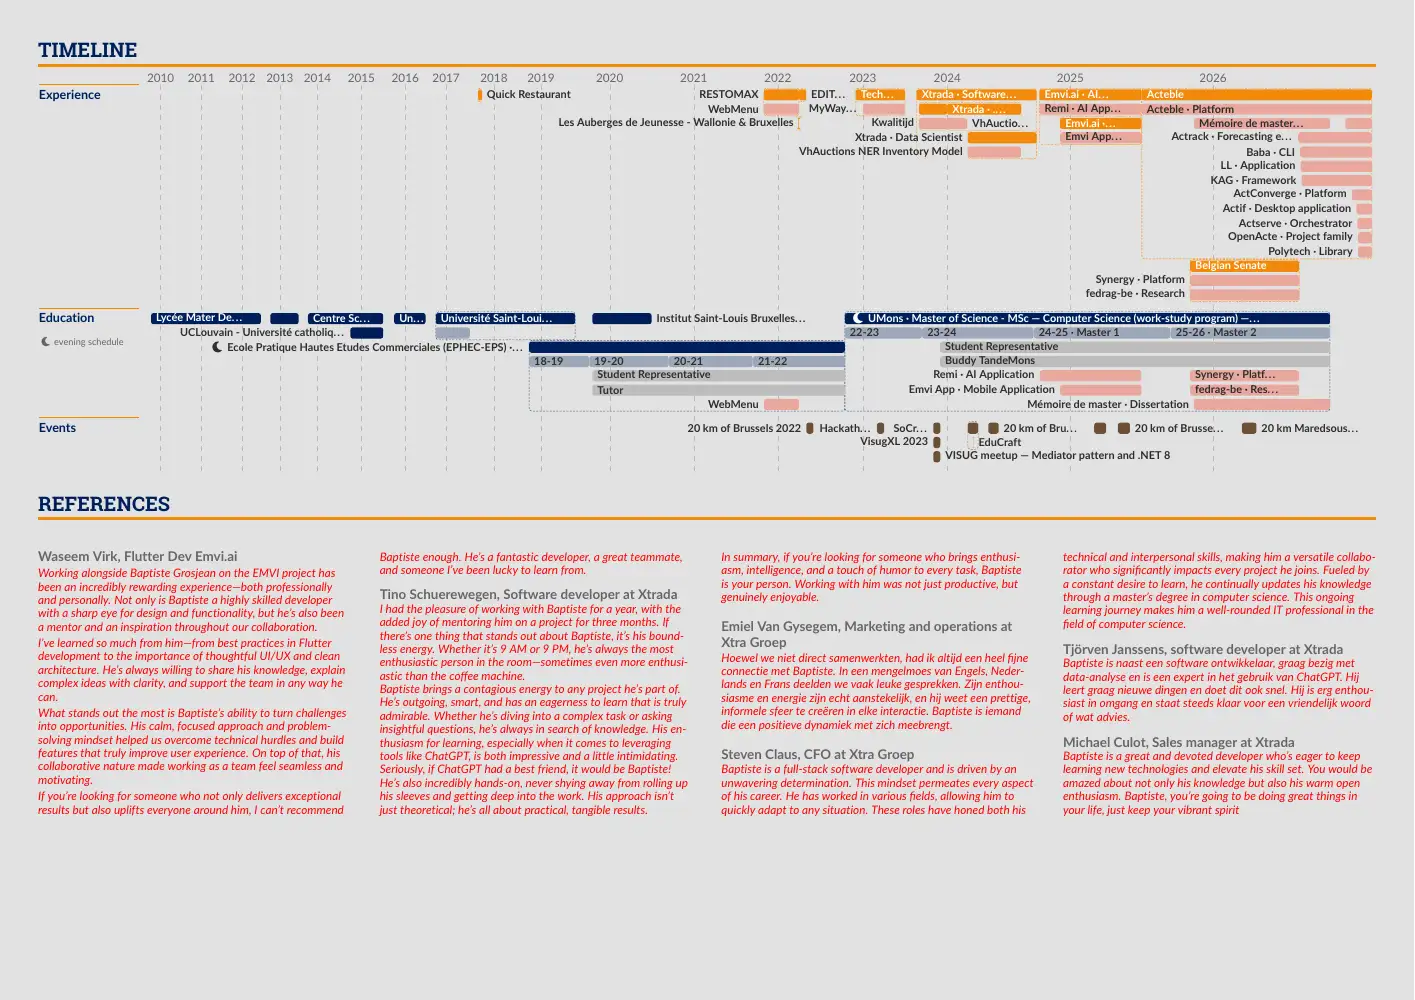 TIMELINE
2010 2011 2012 2013 2014 2015 2016 2017 2018 2019 2020 2021 2022 2023 2024 2025 2026
Experience
Quick Restaurant RESTOMAX EDIT… Tech… Xtrada · Software… Emvi.ai · AI… Acteble
WebMenu MyWay… Xtrada · … Remi · AI App… Acteble · Platform
Les Auberges de Jeunesse - Wallonie & Bruxelles Kwalitijd VhAuctio… Emvi.ai ·… Mémoire de master…
Xtrada · Data Scientist Emvi App… Actrack · Forecasting e…
VhAuctions NER Inventory Model Baba · CLI
LL · Application
KAG · Framework
ActConverge · Platform
Actif · Desktop application
Actserve · Orchestrator
OpenActe · Project family
Polytech · Library
Belgian Senate
Synergy · Platform
fedrag-be · Research
Education
Lycée Mater De… Centre Sc… Un… Université Saint-Loui… Institut Saint-Louis Bruxelles… UMons · Master of Science - MSc — Computer Science (work-study program) —…
UCLouvain - Université catholiq… 22-23 23-24 24-25 · Master 1 25-26 · Master 2
evening schedule
Ecole Pratique Hautes Etudes Commerciales (EPHEC-EPS) ·… Student Representative
18-19 19-20 20-21 21-22 Buddy TandeMons
Student Representative Remi · AI Application Synergy · Platf…
Tutor Emvi App · Mobile Application fedrag-be · Res…
WebMenu Mémoire de master · Dissertation
Events
20 km of Brussels 2022 Hackath… SoCr… 20 km of Bru… 20 km of Brusse… 20 km Maredsous…
VisugXL 2023 EduCraft
VISUG meetup — Mediator pattern and .NET 8
REFERENCES
Waseem Virk, Flutter Dev Emvi.ai
Working alongside Baptiste Grosjean on the EMVI project has
been an incredibly rewarding experience—both professionally
and personally. Not only is Baptiste a highly skilled developer
with a sharp eye for design and functionality, but he's also been
a mentor and an inspiration throughout our collaboration.
I've learned so much from him—from best practices in Flutter
development to the importance of thoughtful UI/UX and clean
architecture. He's always willing to share his knowledge, explain
complex ideas with clarity, and support the team in any way he
can.
What stands out the most is Baptiste's ability to turn challenges
into opportunities. His calm, focused approach and problem-
solving mindset helped us overcome technical hurdles and build
features that truly improve user experience. On top of that, his
collaborative nature made working as a team feel seamless and
motivating.
If you're looking for someone who not only delivers exceptional
results but also uplifts everyone around him, I can't recommend
Baptiste enough. He's a fantastic developer, a great teammate,
and someone I've been lucky to learn from.
Tino Schuerewegen, Software developer at Xtrada
I had the pleasure of working with Baptiste for a year, with the
added joy of mentoring him on a project for three months. If
there's one thing that stands out about Baptiste, it's his bound-
less energy. Whether it's 9 AM or 9 PM, he's always the most
enthusiastic person in the room—sometimes even more enthusi-
astic than the coffee machine.
Baptiste brings a contagious energy to any project he's part of.
He's outgoing, smart, and has an eagerness to learn that is truly
admirable. Whether he's diving into a complex task or asking
insightful questions, he's always in search of knowledge. His en-
thusiasm for learning, especially when it comes to leveraging
tools like ChatGPT, is both impressive and a little intimidating.
Seriously, if ChatGPT had a best friend, it would be Baptiste!
He's also incredibly hands-on, never shying away from rolling up
his sleeves and getting deep into the work. His approach isn't
just theoretical; he's all about practical, tangible results.
In summary, if you're looking for someone who brings enthusi-
asm, intelligence, and a touch of humor to every task, Baptiste
is your person. Working with him was not just productive, but
genuinely enjoyable.
Emiel Van Gysegem, Marketing and operations at
Xtra Groep
Hoewel we niet direct samenwerkten, had ik altijd een heel fijne
connectie met Baptiste. In een mengelmoes van Engels, Neder-
lands en Frans deelden we vaak leuke gesprekken. Zijn enthou-
siasme en energie zijn echt aanstekelijk, en hij weet een prettige,
informele sfeer te creëren in elke interactie. Baptiste is iemand
die een positieve dynamiek met zich meebrengt.
Steven Claus, CFO at Xtra Groep
Baptiste is a full-stack software developer and is driven by an
unwavering determination. This mindset permeates every aspect
of his career. He has worked in various fields, allowing him to
quickly adapt to any situation. These roles have honed both his
technical and interpersonal skills, making him a versatile collabo-
rator who significantly impacts every project he joins. Fueled by
a constant desire to learn, he continually updates his knowledge
through a master's degree in computer science. This ongoing
learning journey makes him a well-rounded IT professional in the
field of computer science.
Tjörven Janssens, software developer at Xtrada
Baptiste is naast een software ontwikkelaar, graag bezig met
data-analyse en is een expert in het gebruik van ChatGPT. Hij
leert graag nieuwe dingen en doet dit ook snel. Hij is erg enthou-
siast in omgang en staat steeds klaar voor een vriendelijk woord
of wat advies.
Michael Culot, Sales manager at Xtrada
Baptiste is a great and devoted developer who's eager to keep
learning new technologies and elevate his skill set. You would be
amazed about not only his knowledge but also his warm open
enthusiasm. Baptiste, you're going to be doing great things in
your life, just keep your vibrant spirit